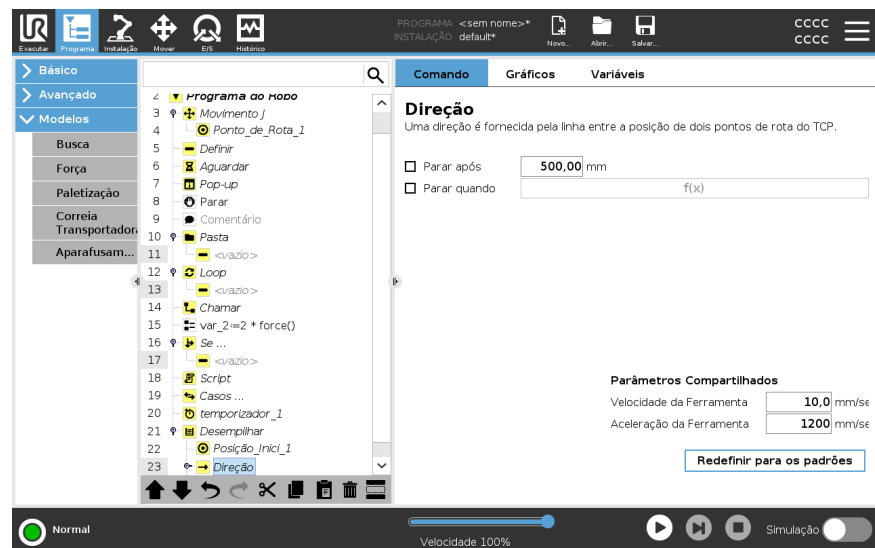 PROGRAMA <sem nome>*
INSTALAÇÃO default*
CCCC
CCCC
Executar Programa Instalação Mover E/S Histórico Novo... Abrir... Salvar...
Básico
Avançado
Modelos
Busca
Força
Paletização
Correia
Transportador
Aparafusam...
2 Programa do Robô
3 Movimento J
4 Ponto_de_Rota_1
5 Definir
6 Aguardar
7 Pop-up
8 Parar
9 Comentário
10 Pasta
11 <vazio>
12 Loop
13 <vazio>
14 Chamar
15 var_2:=2 * force()
16 Se ...
17 <vazio>
18 Script
19 Casos ...
20 temporizador_1
21 Desempilhar
22 Posição_Inici_1
23 Direção
Comando Gráficos Variáveis
Direção
Uma direção é fornecida pela linha entre a posição de dois pontos de rota do TCP.
Parar após 500,00 mm
Parar quando f(x)
Parâmetros Compartilhados
Velocidade da Ferramenta 10,0 mm/se
Aceleração da Ferramenta 1200 mm/se
Redefinir para os padrões
Normal
Velocidade 100%
Simulação